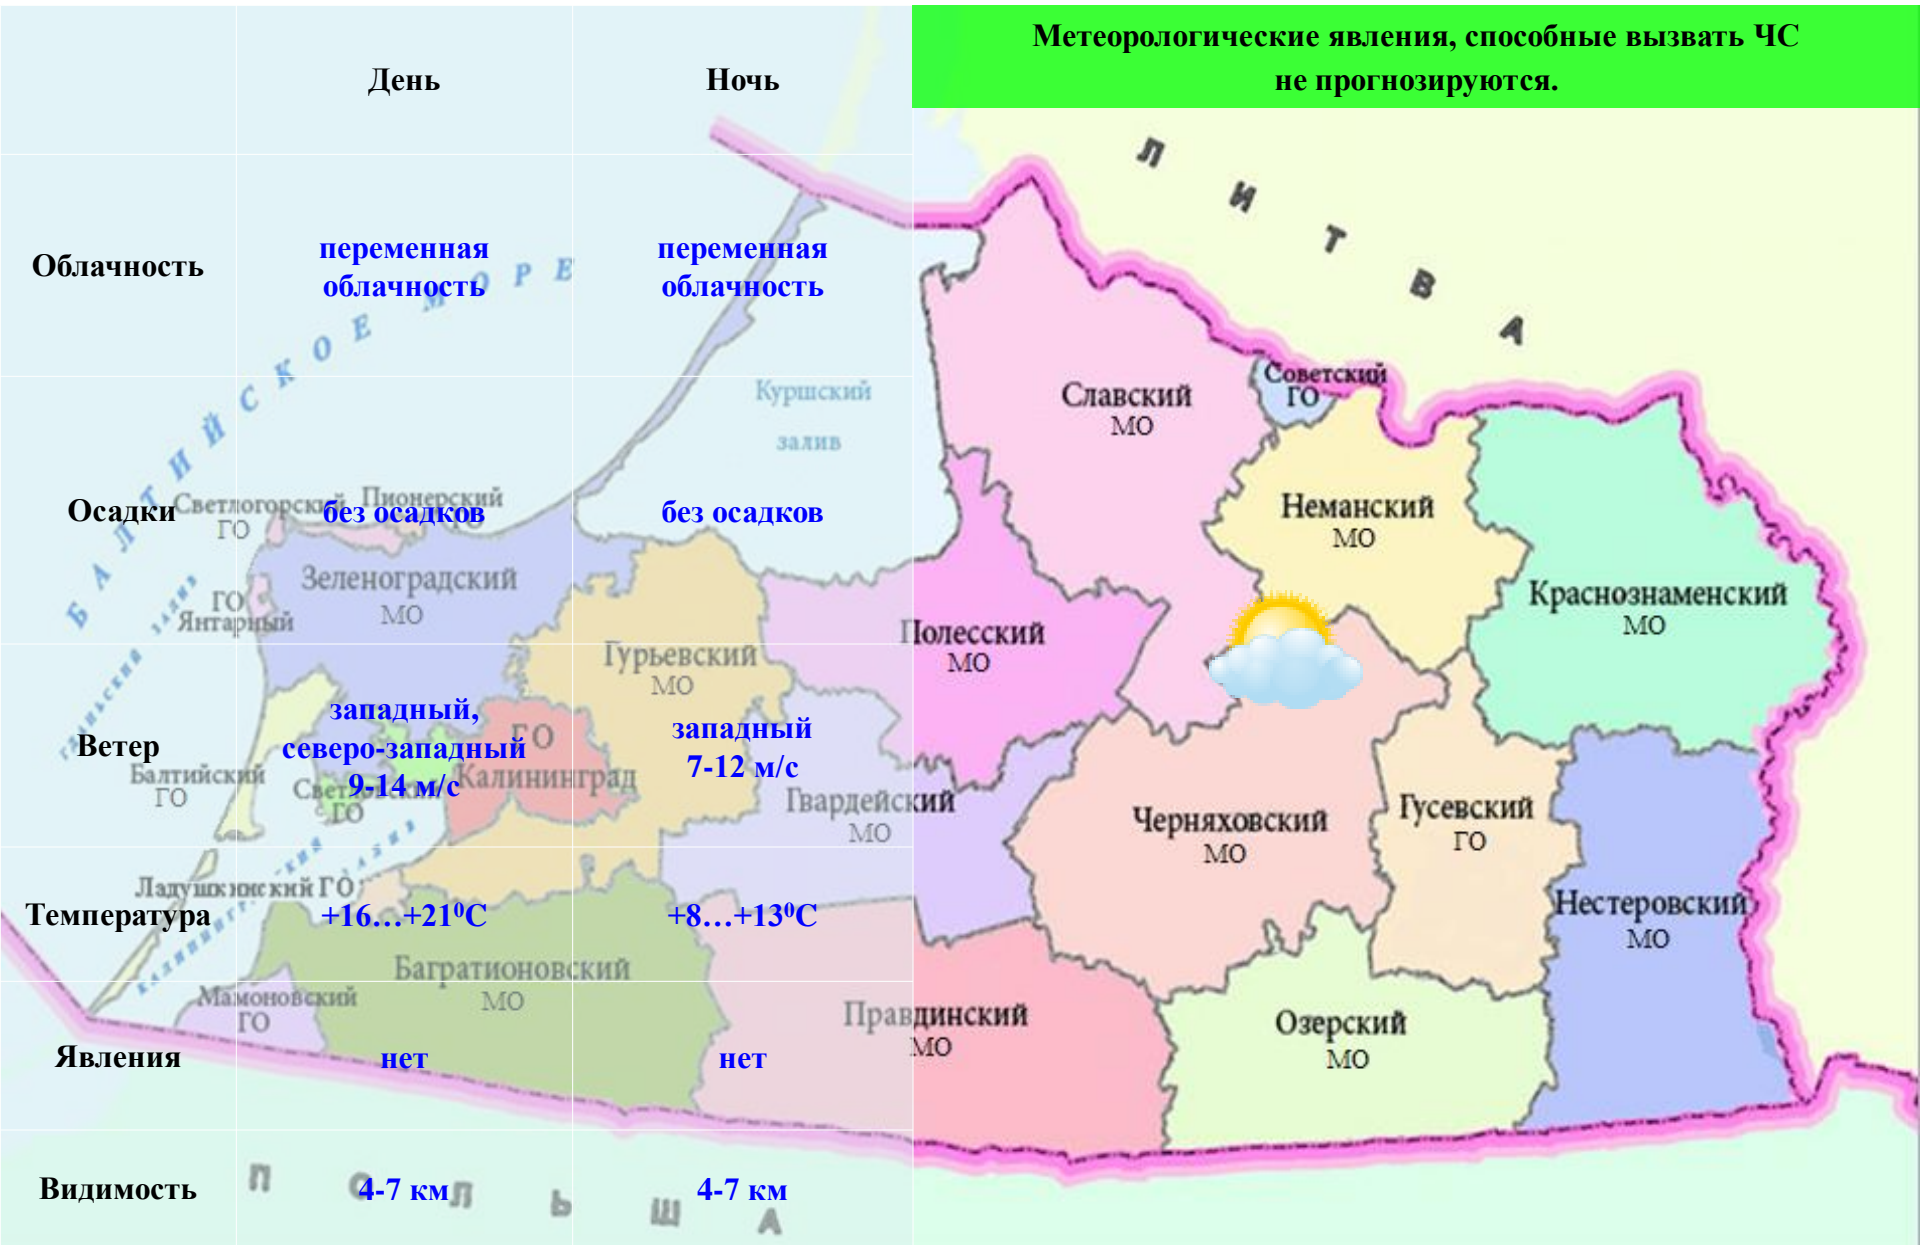 День
Ночь
Метеорологические явления, способные вызвать ЧС
не прогнозируются.
Облачность
переменная
облачность
переменная
облачность
Осадки
без осадков
без осадков
Ветер
западный,
северо-западный
9-14 м/с
западный
7-12 м/с
Температура
+16…+21⁰С
+8…+13⁰С
Явления
нет
нет
Видимость
4-7 км
4-7 км
БАЛТИЙСКОЕ МОРЕ
ЛИТВА
ПОЛЬША
Куршский
залив
Светлогорский
ГО
Пионерский
ГО
Янтарный
Зеленоградский
МО
Гурьевский
МО
ГО
Калининград
Балтийский
ГО
Светловский
ГО
Ладушкинский ГО
Мамоновский
ГО
Багратионовский
МО
Гвардейский
МО
Полесский
МО
Правдинский
МО
Славский
МО
Советский
ГО
Неманский
МО
Краснознаменский
МО
Черняховский
МО
Гусевский
ГО
Нестеровский
МО
Озерский
МО